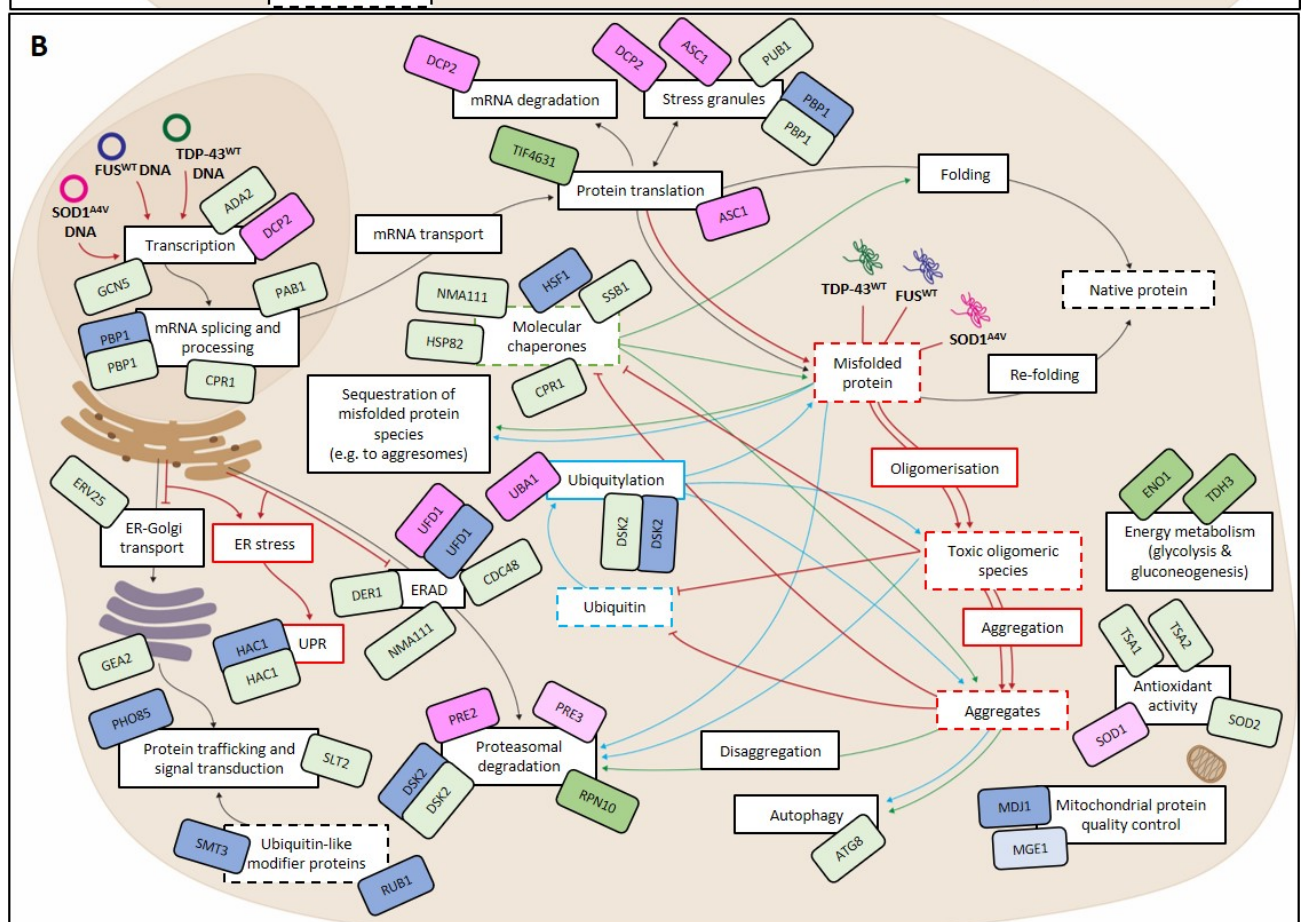 B
DCP2
mRNA degradation
DCP2
ASC1
PUB1
Stress granules
PBP1
PBP1
TIF4631
Protein translation
ASC1
Folding
FUSWT DNA
TDP-43WT
DNA
SOD1A4V
DNA
ADA2
DCP2
Transcription
GCN5
PAB1
mRNA transport
PBP1
PBP1
mRNA splicing and
processing
CPR1
NMA111
HSF1
SSB1
HSP82
Molecular
chaperones
CPR1
TDP-43WT
FUSWT
SOD1A4V
Native protein
Misfolded
protein
Re-folding
Sequestration of
misfolded protein
species
(e.g. to aggresomes)
Oligomerisation
UBA1
Ubiquitylation
DSK2
DSK2
Ubiquitin
ERV25
ER-Golgi
transport
ER stress
UFD1
UFD1
CDC48
DER1
ERAD
NMA111
Toxic oligomeric
species
ENO1
TDH3
Energy metabolism
(glycolysis &
gluconeogenesis)
Aggregation
GEA2
HAC1
HAC1
UPR
TSA1
TSA2
Antioxidant
activity
SOD1
SOD2
Aggregates
PHO85
Protein trafficking and
signal transduction
SLT2
PRE2
PRE3
Proteasomal
degradation
DSK2
DSK2
RPN10
Disaggregation
Autophagy
ATG8
MDJ1
MGE1
Mitochondrial protein
quality control
SMT3
Ubiquitin-like
modifier proteins
RUB1